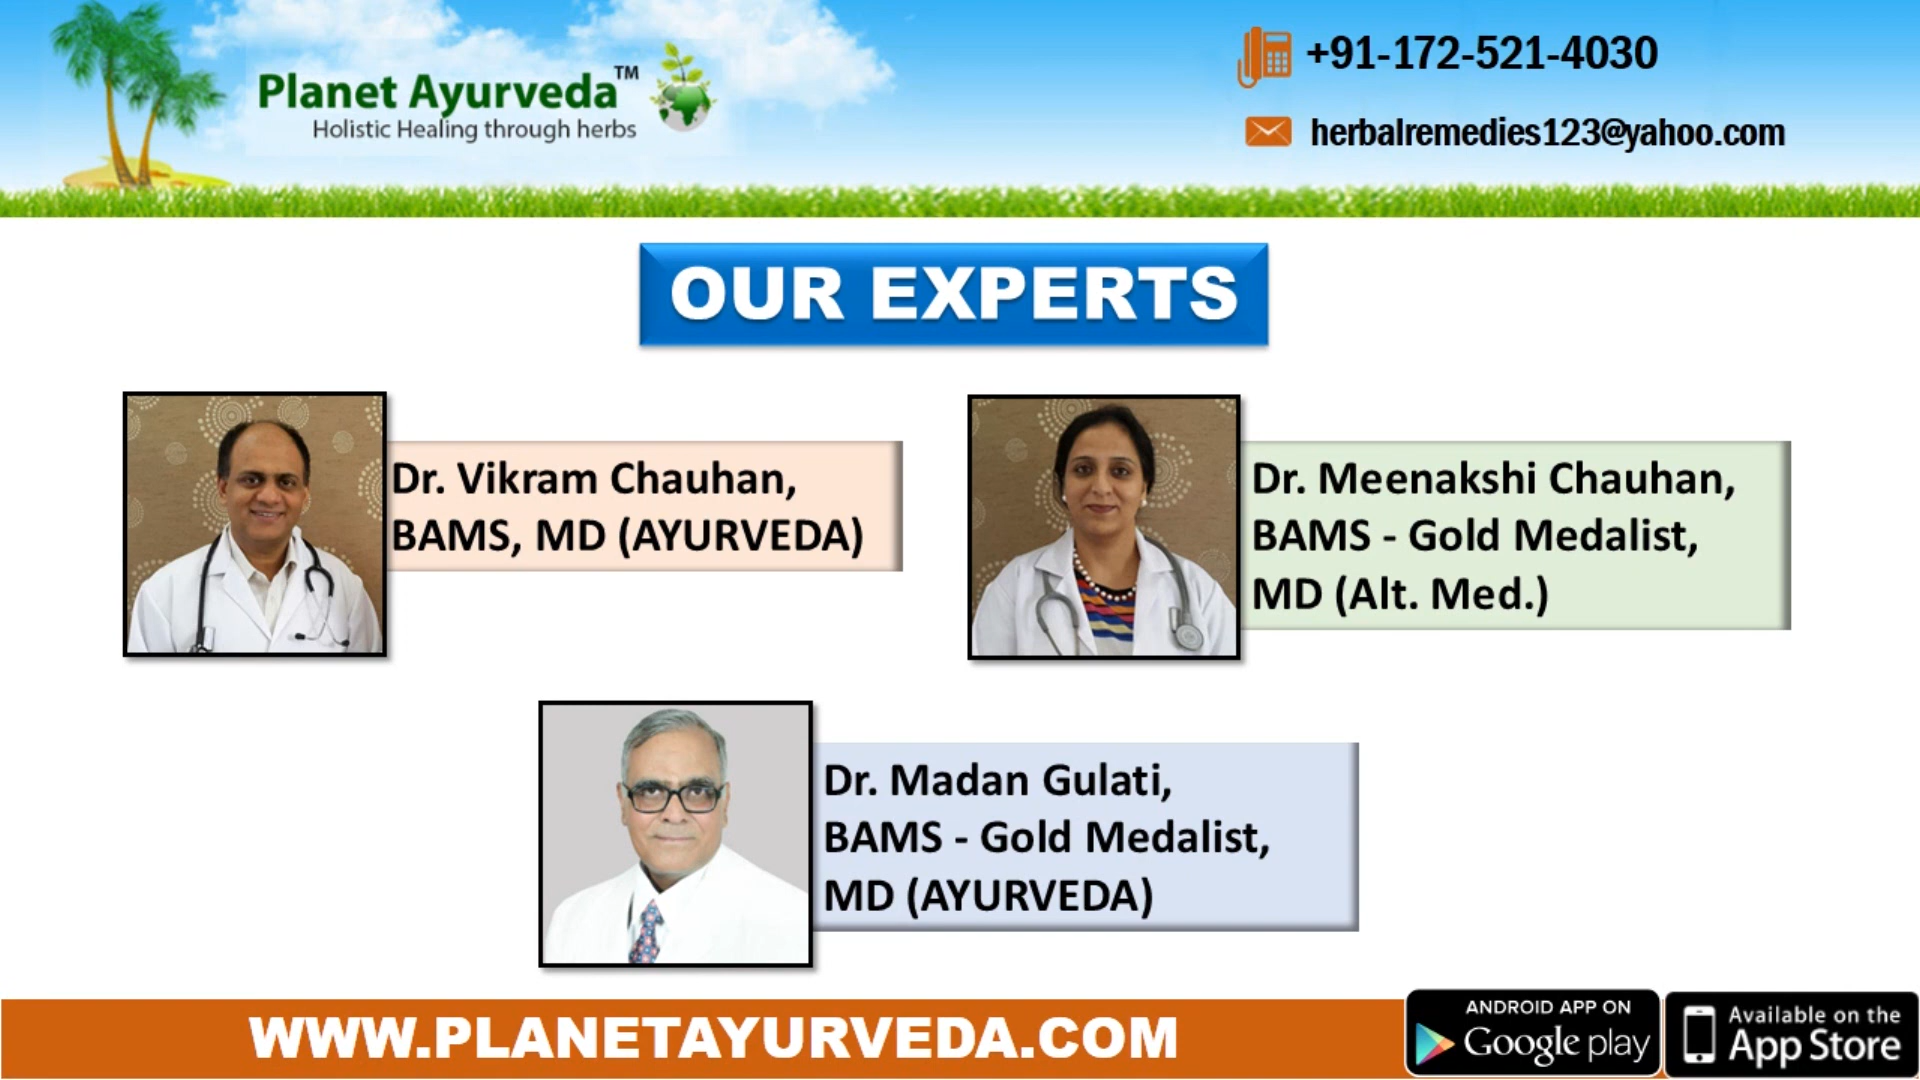 Planet Ayurveda™
Holistic Healing through herbs
+91-172-521-4030
herbalremedies123@yahoo.com
OUR EXPERTS
Dr. Vikram Chauhan,
BAMS, MD (AYURVEDA)
Dr. Meenakshi Chauhan,
BAMS - Gold Medalist,
MD (Alt. Med.)
Dr. Madan Gulati,
BAMS - Gold Medalist,
MD (AYURVEDA)
WWW.PLANETAYURVEDA.COM
ANDROID APP ON
Google play
Available on the
App Store